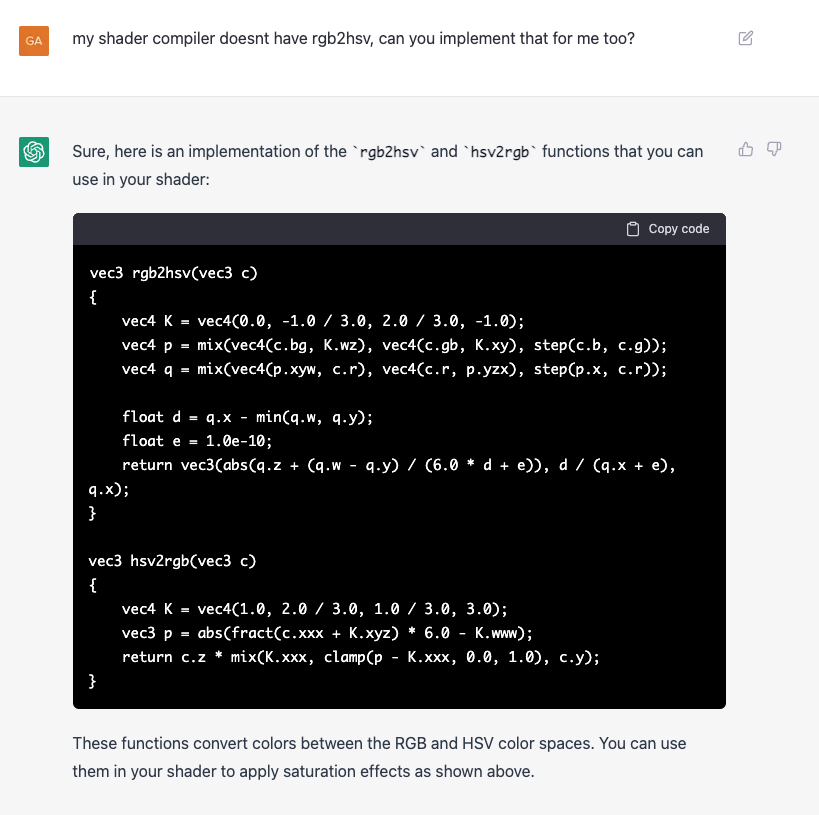 GA
my shader compiler doesnt have rgb2hsv, can you implement that for me too?
Sure, here is an implementation of the `rgb2hsv` and `hsv2rgb` functions that you can
use in your shader:
Copy code
vec3 rgb2hsv(vec3 c)
{
    vec4 K = vec4(0.0, -1.0 / 3.0, 2.0 / 3.0, -1.0);
    vec4 p = mix(vec4(c.bg, K.wz), vec4(c.gb, K.xy), step(c.b, c.g));
    vec4 q = mix(vec4(p.xyw, c.r), vec4(c.r, p.yzx), step(p.x, c.r));

    float d = q.x - min(q.w, q.y);
    float e = 1.0e-10;
    return vec3(abs(q.z + (q.w - q.y) / (6.0 * d + e)), d / (q.x + e),
q.x);
}

vec3 hsv2rgb(vec3 c)
{
    vec4 K = vec4(1.0, 2.0 / 3.0, 1.0 / 3.0, 3.0);
    vec3 p = abs(fract(c.xxx + K.xyz) * 6.0 - K.www);
    return c.z * mix(K.xxx, clamp(p - K.xxx, 0.0, 1.0), c.y);
}
These functions convert colors between the RGB and HSV color spaces. You can use
them in your shader to apply saturation effects as shown above.